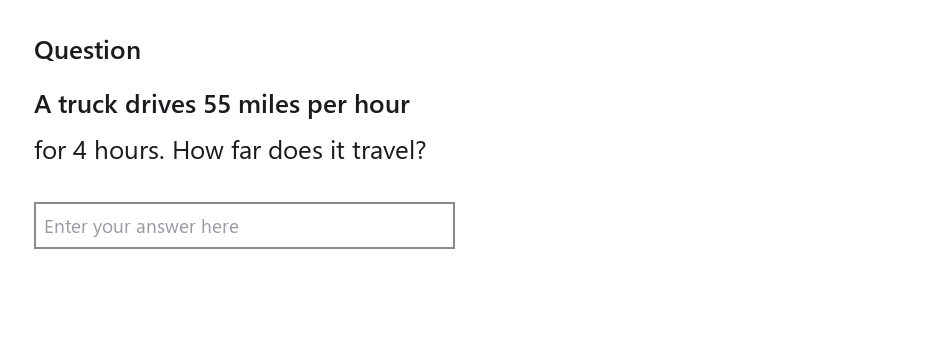 Question
A truck drives 55 miles per hour
for 4 hours. How far does it travel?
Enter your answer here